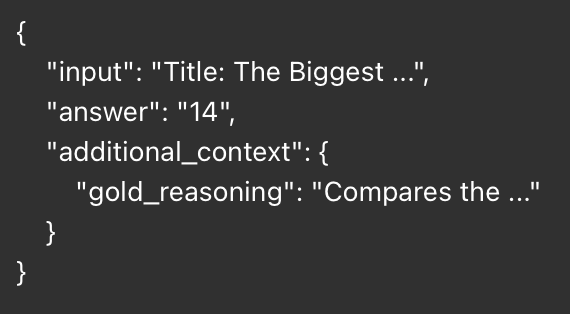 {
"input": "Title: The Biggest ...",
"answer": "14",
"additional_context": {
"gold_reasoning": "Compares the ..."
}
}